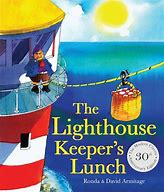 The
Lighthouse
Keeper's
Lunch
30th
Ronda & David Armitage